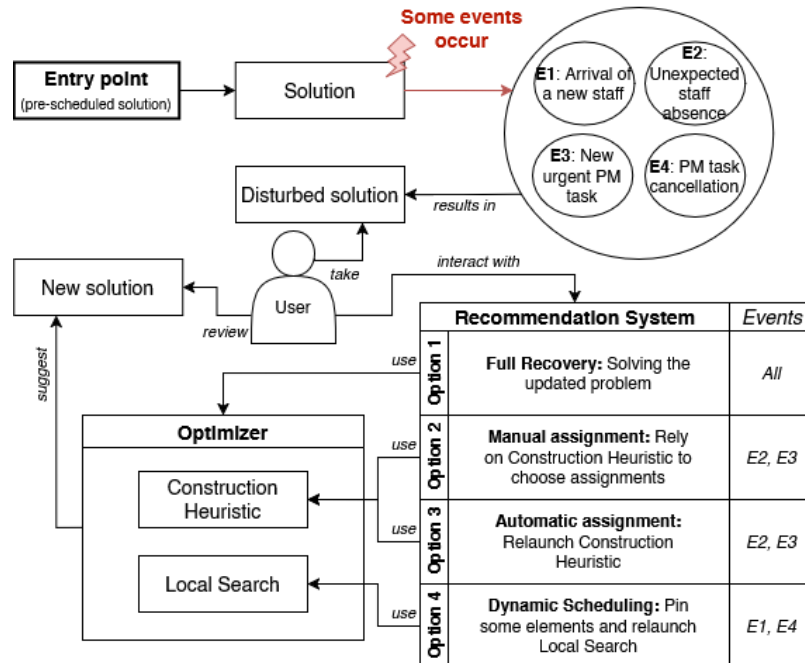 Some events
occur
Entry point
(pre-scheduled solution)
Solution
E1: Arrival of
a new staff
E2:
Unexpected
staff
absence
E3: New
urgent PM
task
E4: PM task
cancellation
Disturbed solution
results in
take
User
interact with
New solution
review
suggest
Recommendation System
Events
use
Option 1
Full Recovery: Solving the
updated problem
All
Optimizer
use
Option 2
Manual assignment: Rely
on Construction Heuristic to
choose assignments
E2, E3
Construction
Heuristic
use
Option 3
Automatic assignment:
Relaunch Construction
Heuristic
E2, E3
Local Search
use
Option 4
Dynamic Scheduling: Pin
some elements and relaunch
Local Search
E1, E4